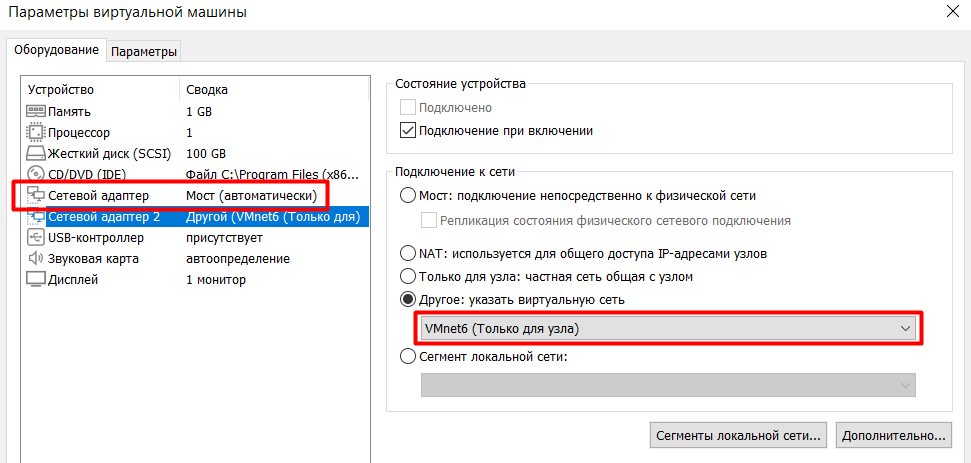 Параметры виртуальной машины
Оборудование
Параметры
Устройство Сводка
Память 1 GB
Процессор 1
Жесткий диск (SCSI) 100 GB
CD/DVD (IDE) Файл C:\Program Files (x86...
Сетевой адаптер Мост (автоматически)
Сетевой адаптер 2 Другой (VMnet6 (Только для)
USB-контроллер присутствует
Звуковая карта автоопределение
Дисплей 1 монитор
Состояние устройства
Подключено
Подключение при включении
Подключение к сети
Мост: подключение непосредственно к физической сети
Репликация состояния физического сетевого подключения
NAT: используется для общего доступа IP-адресами узлов
Только для узла: частная сеть общая с узлом
Другое: указать виртуальную сеть
VMnet6 (Только для узла)
Сегмент локальной сети:
Сегменты локальной сети... Дополнительно...